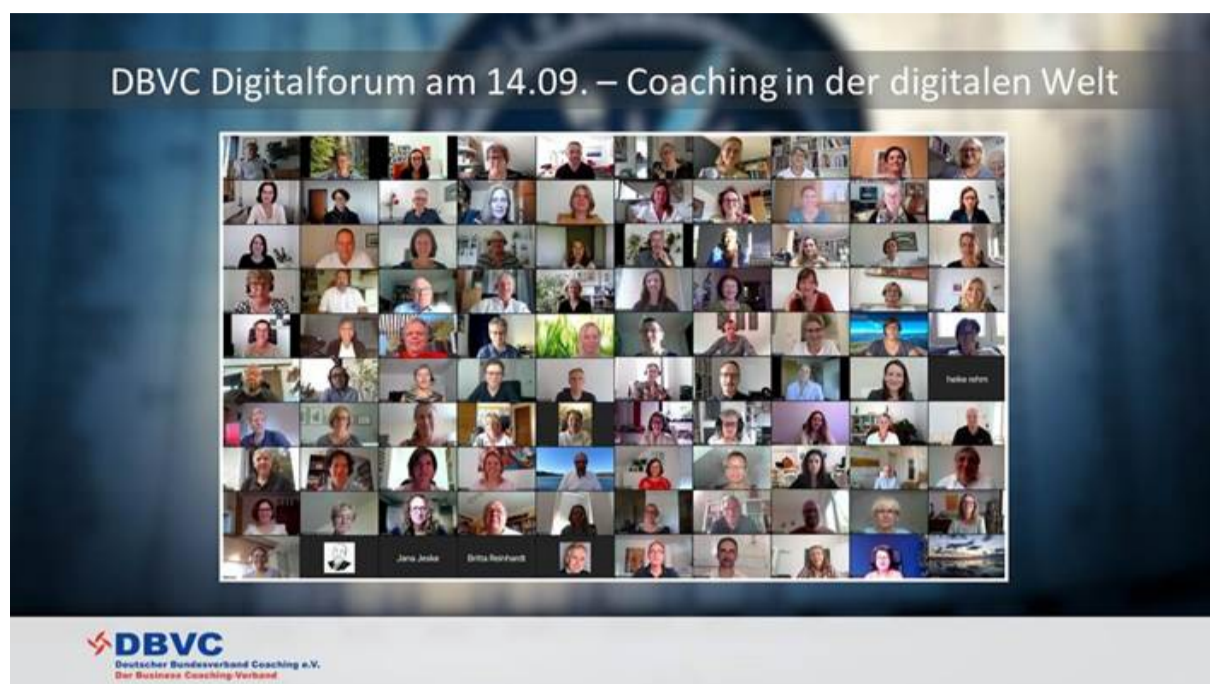 DBVC Digitalforum am 14.09. – Coaching in der digitalen Welt
heike rehm
Jana Jeske
Britta Reinhardt
DBVC
Deutscher Bundesverband Coaching e.V.
Der Business Coaching-Verband